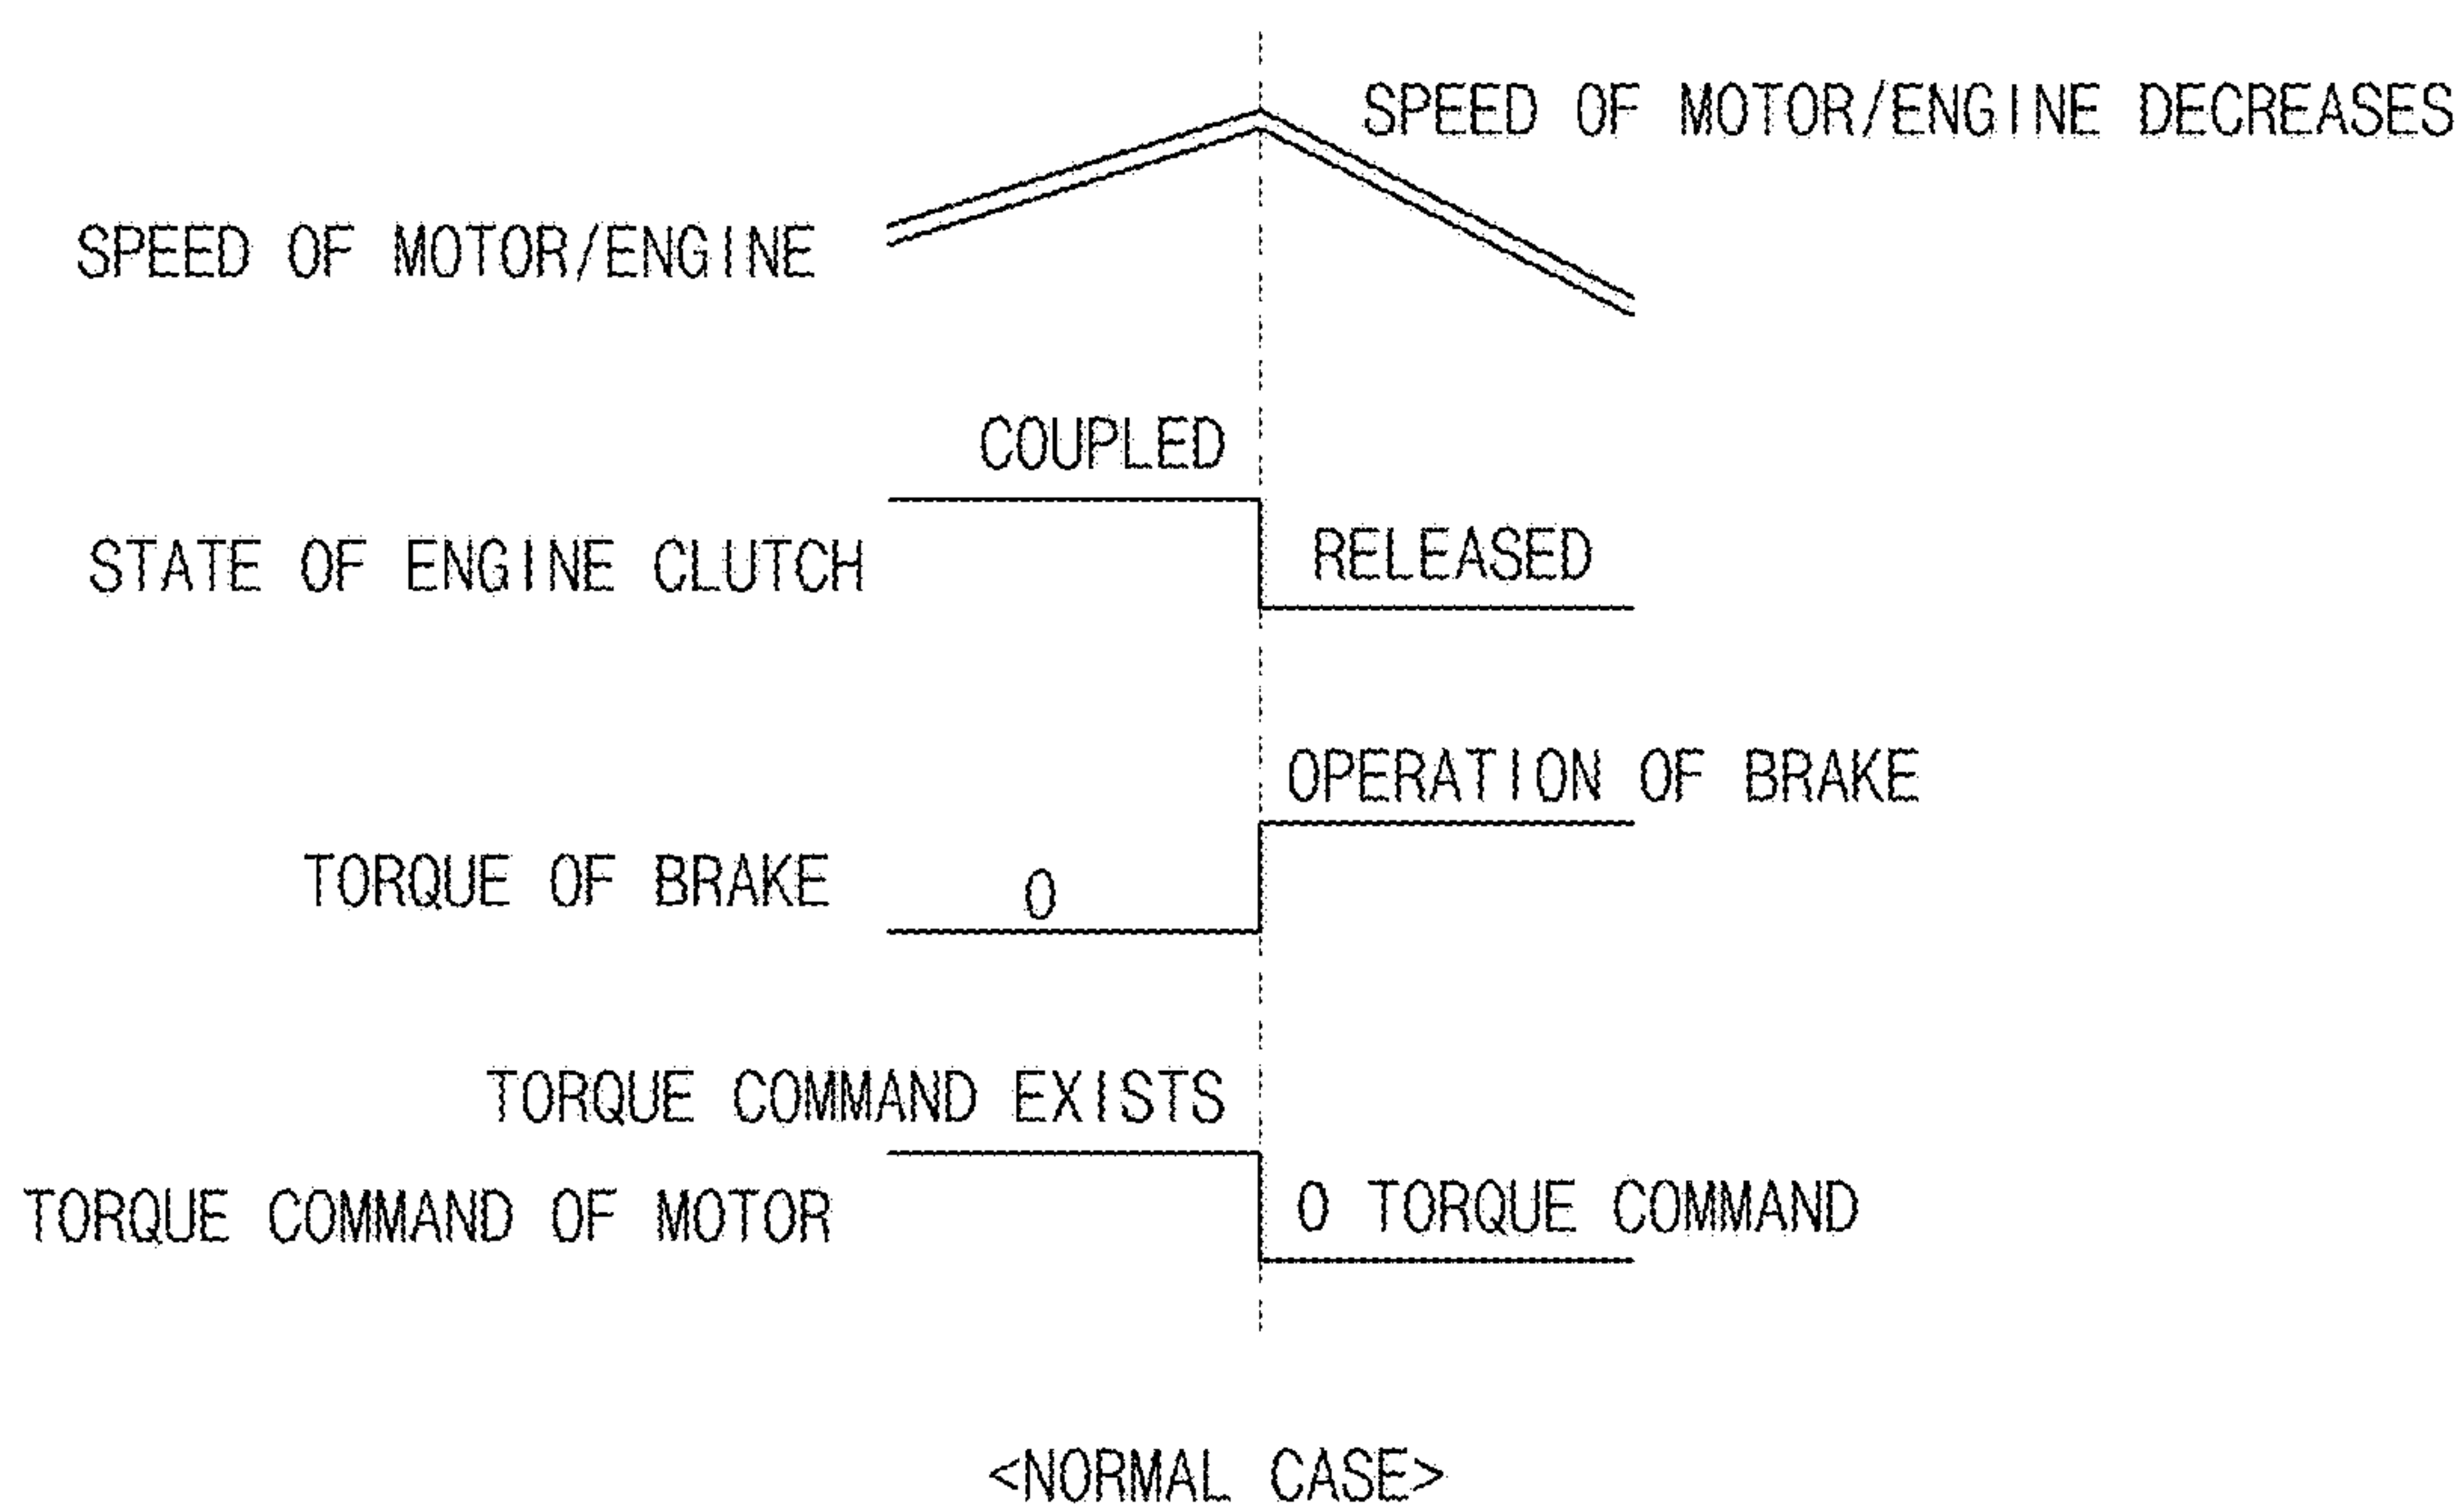 SPEED OF MOTOR/ENGINE DECREASES
SPEED OF MOTOR/ENGINE
COUPLED
STATE OF ENGINE CLUTCH
RELEASED
OPERATION OF BRAKE
TORQUE OF BRAKE
0
TORQUE COMMAND EXISTS
TORQUE COMMAND OF MOTOR
0 TORQUE COMMAND
<NORMAL CASE>